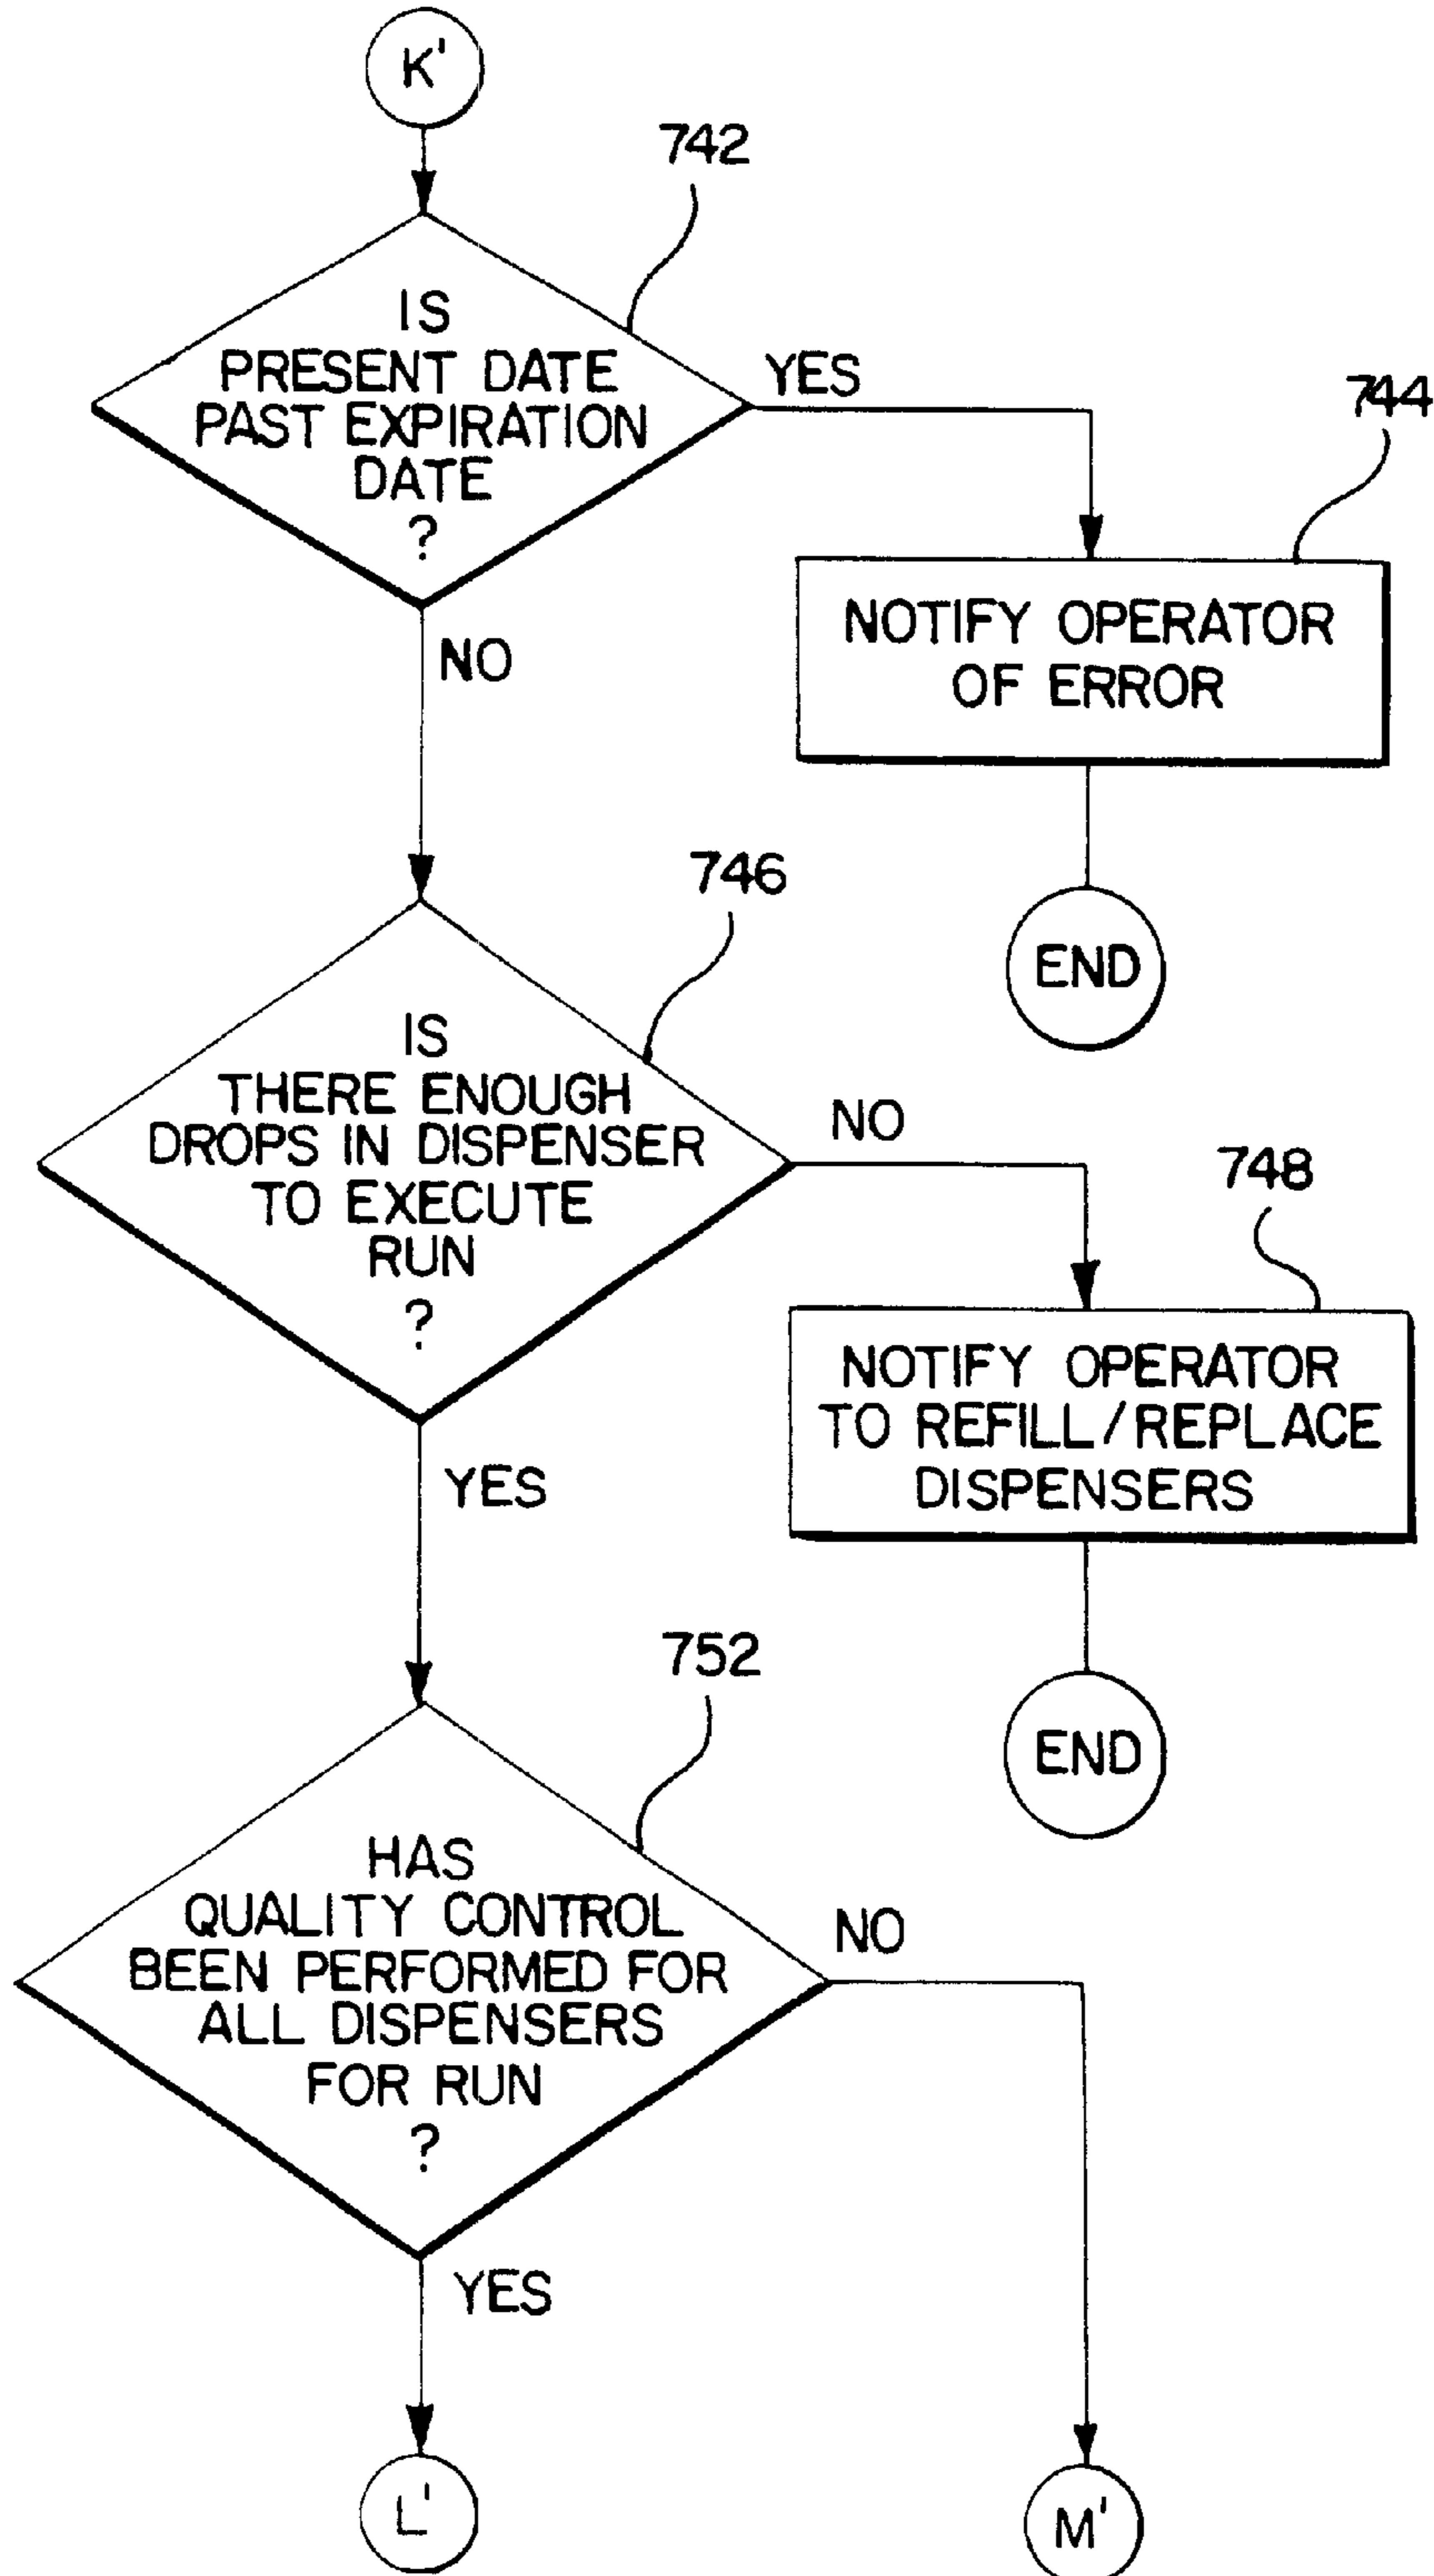 K'
742
IS
PRESENT DATE
PAST EXPIRATION
DATE
?
YES
744
NOTIFY OPERATOR
OF ERROR
END
NO
746
IS
THERE ENOUGH
DROPS IN DISPENSER
TO EXECUTE
RUN
?
NO
748
NOTIFY OPERATOR
TO REFILL/REPLACE
DISPENSERS
END
YES
752
HAS
QUALITY CONTROL
BEEN PERFORMED FOR
ALL DISPENSERS
FOR RUN
?
NO
YES
L'
M'